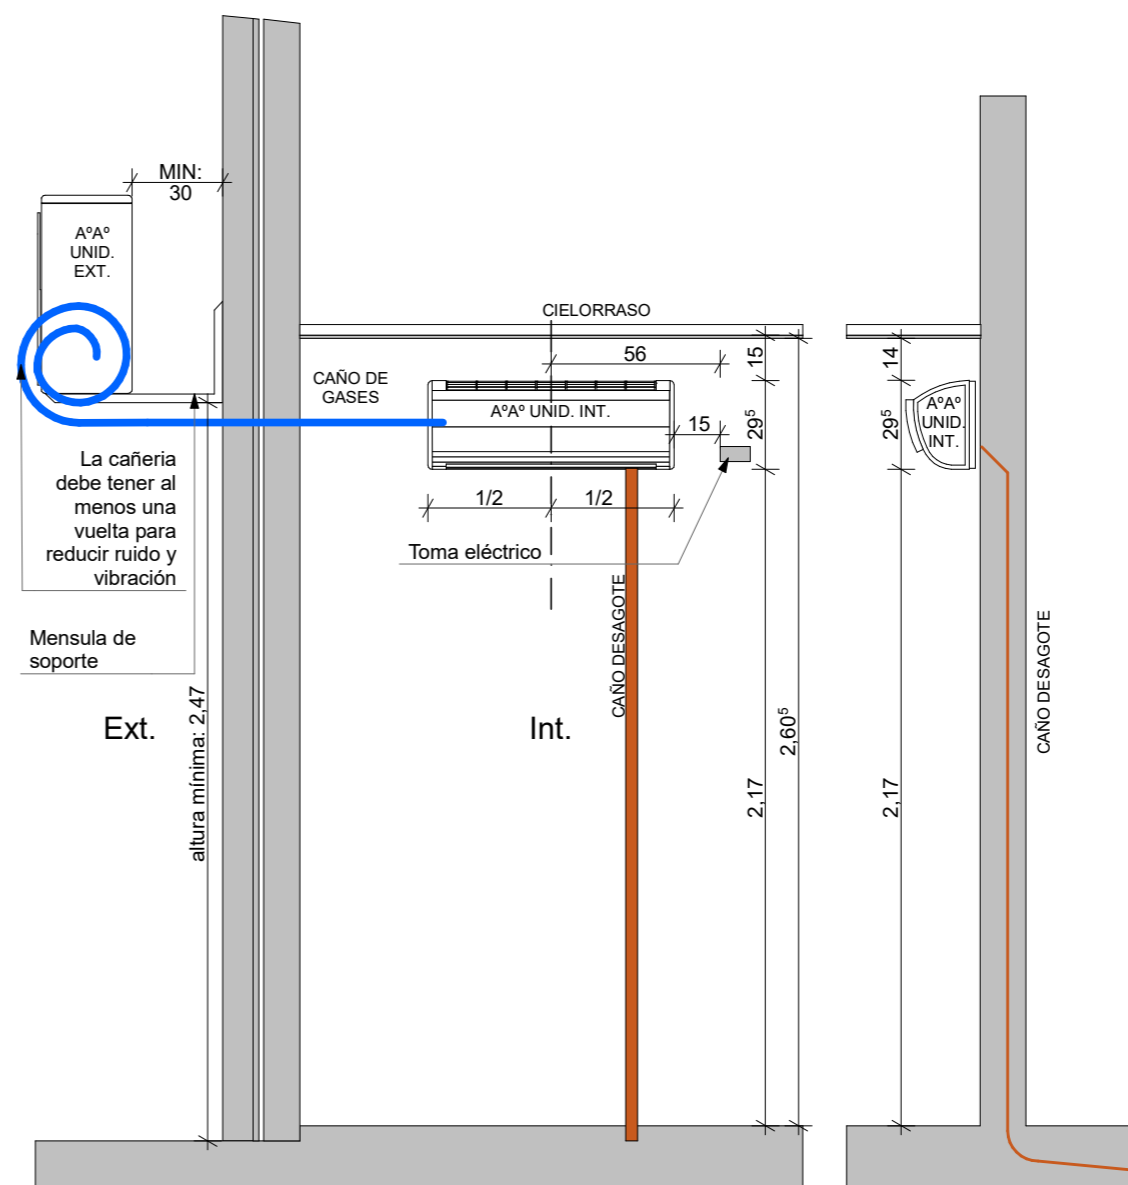 MIN:
30
AºAº
UNID.
EXT.
CIELORRASO
56
15
14
CAÑO DE
GASES
AºAº UNID. INT.
15
29⁵
29⁵
AºAº
UNID.
INT.
La cañeria
debe tener al
menos una
vuelta para
reducir ruido y
vibración
1/2
1/2
Toma eléctrico
Mensula de
soporte
CAÑO DESAGOTE
CAÑO DESAGOTE
Ext.
Int.
altura mínima: 2,47
2,17
2,60⁵
2,17